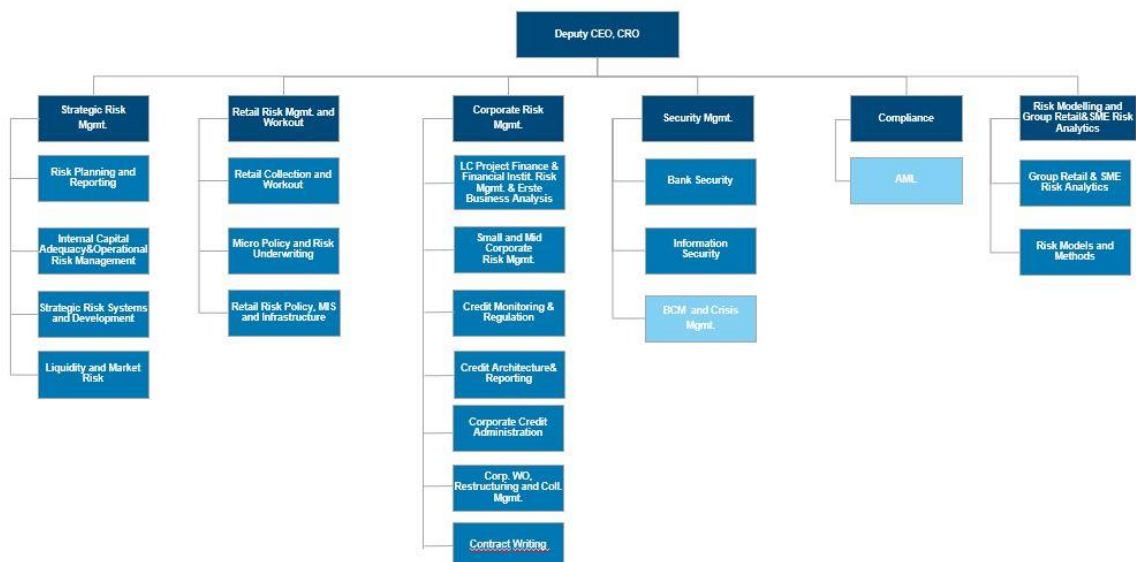 Deputy CEO, CRO
Strategic Risk
Mgmt.
Retail Risk Mgmt. and
Workout
Corporate Risk
Mgmt.
Security Mgmt.
Compliance
Risk Modelling and
Group Retail&SME Risk
Analytics
Risk Planning and
Reporting
Retail Collection and
Workout
LC Project Finance &
Financial Instit. Risk
Mgmt. & Erste
Business Analysis
Bank Security
AML
Group Retail & SME
Risk Analytics
Internal Capital
Adequacy&Operational
Risk Management
Micro Policy and Risk
Underwriting
Small and Mid
Corporate
Risk Mgmt.
Information
Security
Risk Models and
Methods
Strategic Risk Systems
and Development
Retail Risk Policy, MIS
and Infrastructure
Credit Monitoring &
Regulation
BCM and Crisis
Mgmt.
Liquidity and Market
Risk
Credit Architecture&
Reporting
Corporate Credit
Administration
Corp. WO,
Restructuring and Coll.
Mgmt.
Contract Writing